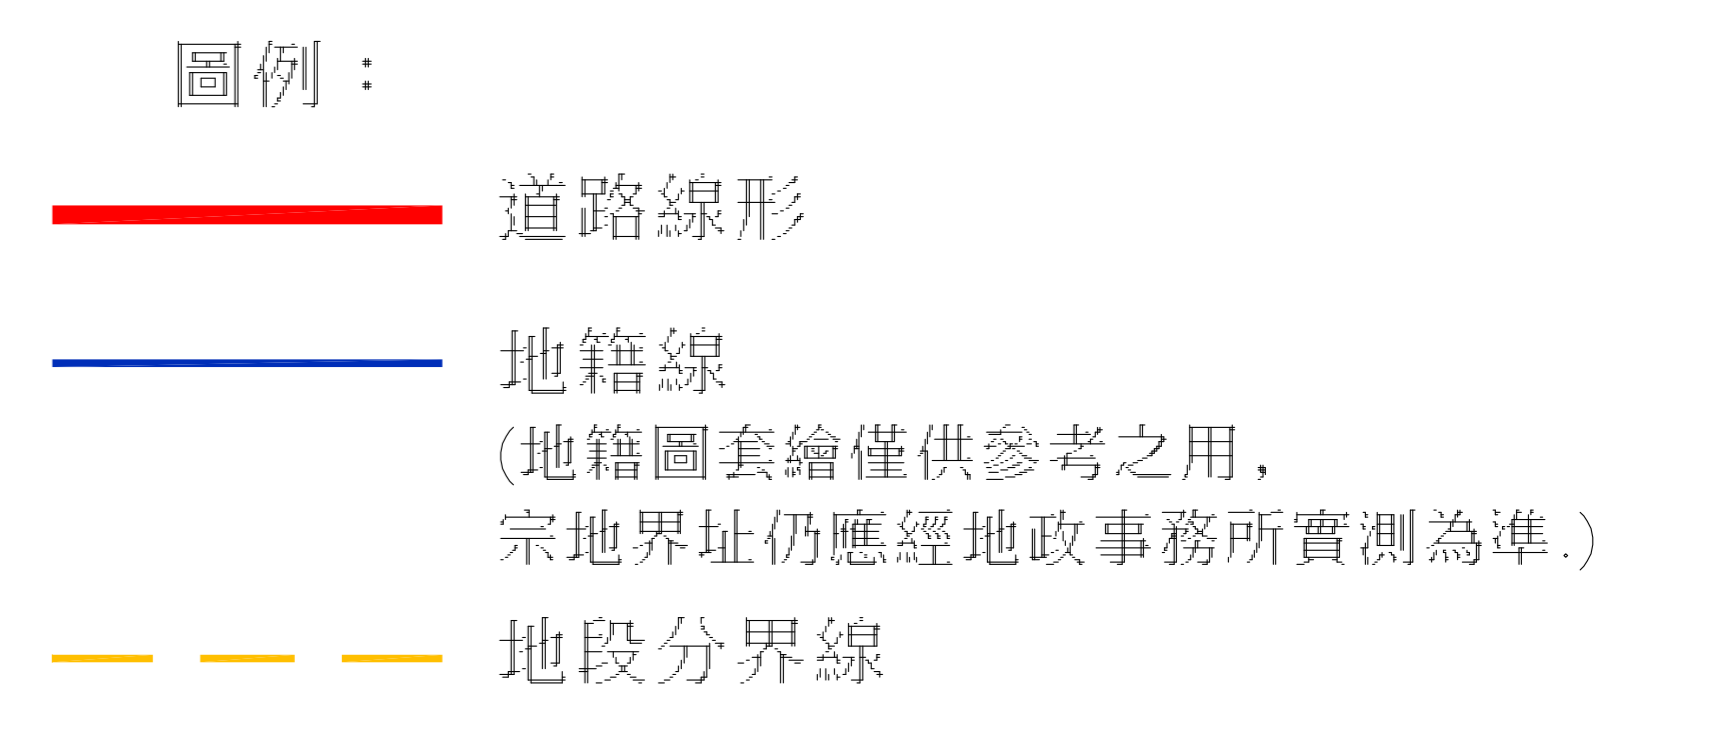 圖例：
道路線形
地籍線
(地籍圖套繪僅供參考之用,
宗地界址仍應經地政事務所實測為準.)
地段分界線